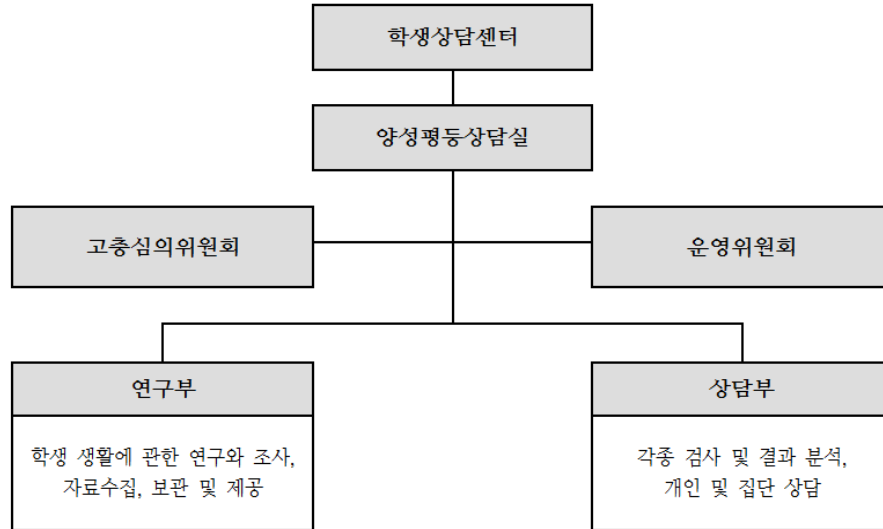 학생상담센터
양성평등상담실
고충심의위원회
운영위원회
연구부
학생 생활에 관한 연구와 조사,
자료수집, 보관 및 제공
상담부
각종 검사 및 결과 분석,
개인 및 집단 상담